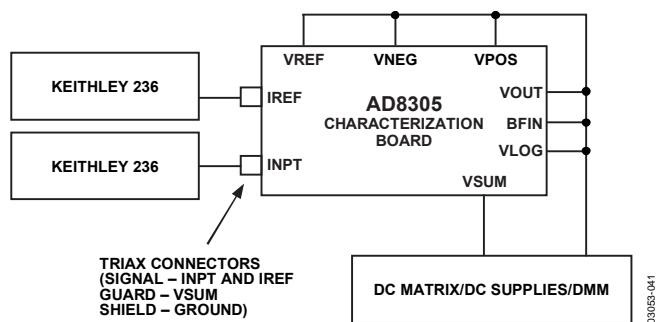 VREF VNEG VPOS
KEITHLEY 236
IREF
AD8305
CHARACTERIZATION
BOARD
VOUT
BFIN
VLOG
KEITHLEY 236
INPT
VSUM
TRIAX CONNECTORS
(SIGNAL – INPT AND IREF
GUARD – VSUM
SHIELD – GROUND)
DC MATRIX/DC SUPPLIES/DMM
03053-041